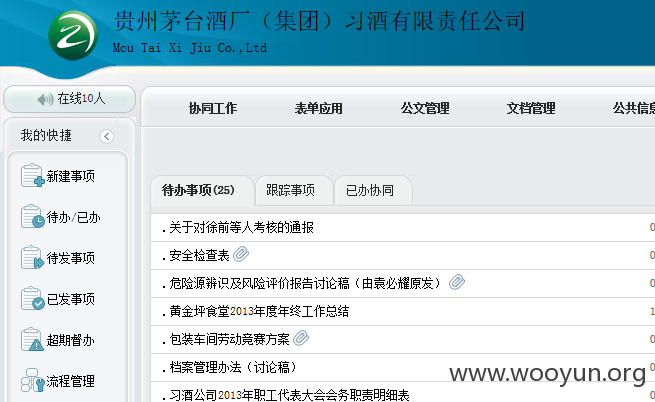 贵州茅台酒厂（集团）习酒有限责任公司
Mou Tai Xi Jiu Co.,Ltd
在线10人
协同工作 表单应用 公文管理 文档管理 公共信息
我的快捷
新建事项
待办事项(25) 跟踪事项 已办协同
待办/已办
. 关于对徐前等人考核的通报 0
. 安全检查表 0
待发事项
. 危险源辨识及风险评价报告讨论稿（由袁必耀原发） 0
已发事项
. 黄金坪食堂2013年度年终工作总结 1
超期督办
. 包装车间劳动竞赛方案 0
. 档案管理办法（讨论稿） 0
流程管理
. 习酒公司2013年职工代表大会会务职责明细表 0
www.wooyun.org